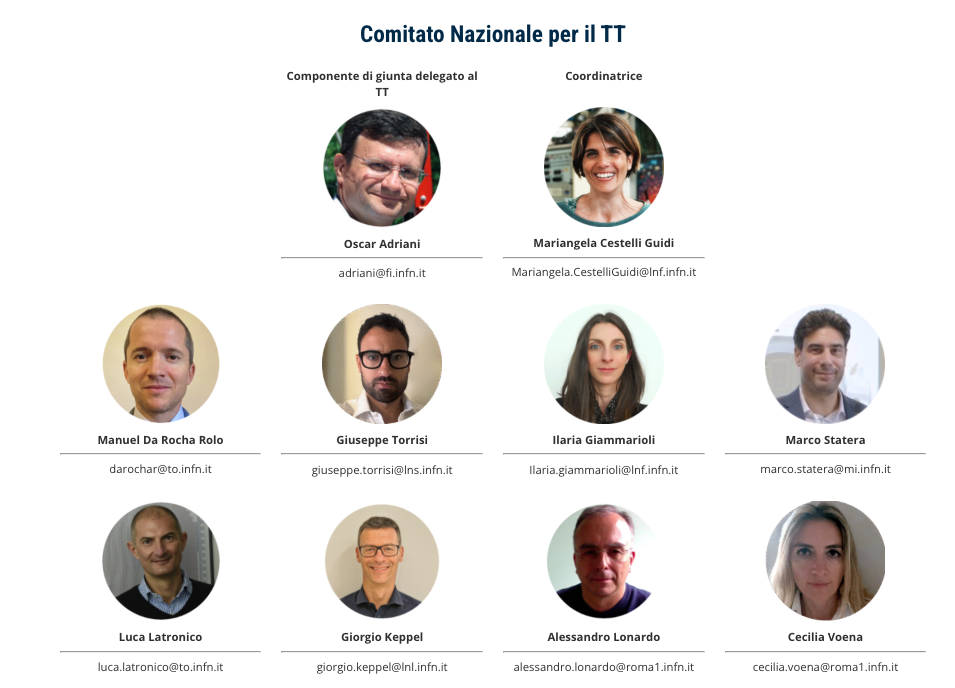 Comitato Nazionale per il TT
Componente di giunta delegato al
TT
Coordinatrice
Oscar Adriani
Mariangela Cestelli Guidi
adriani@fi.infn.it
Mariangela.CestelliGuidi@lnf.infn.it
Manuel Da Rocha Rolo
Giuseppe Torrisi
Ilaria Giammarioli
Marco Statera
darochar@to.infn.it
giuseppe.torrisi@lns.infn.it
Ilaria.giammarioli@lnf.infn.it
marco.statera@mi.infn.it
Luca Latronico
Giorgio Keppel
Alessandro Lonardo
Cecilia Voena
luca.latronico@to.infn.it
giorgio.keppel@lnl.infn.it
alessandro.lonardo@roma1.infn.it
cecilia.voena@roma1.infn.it